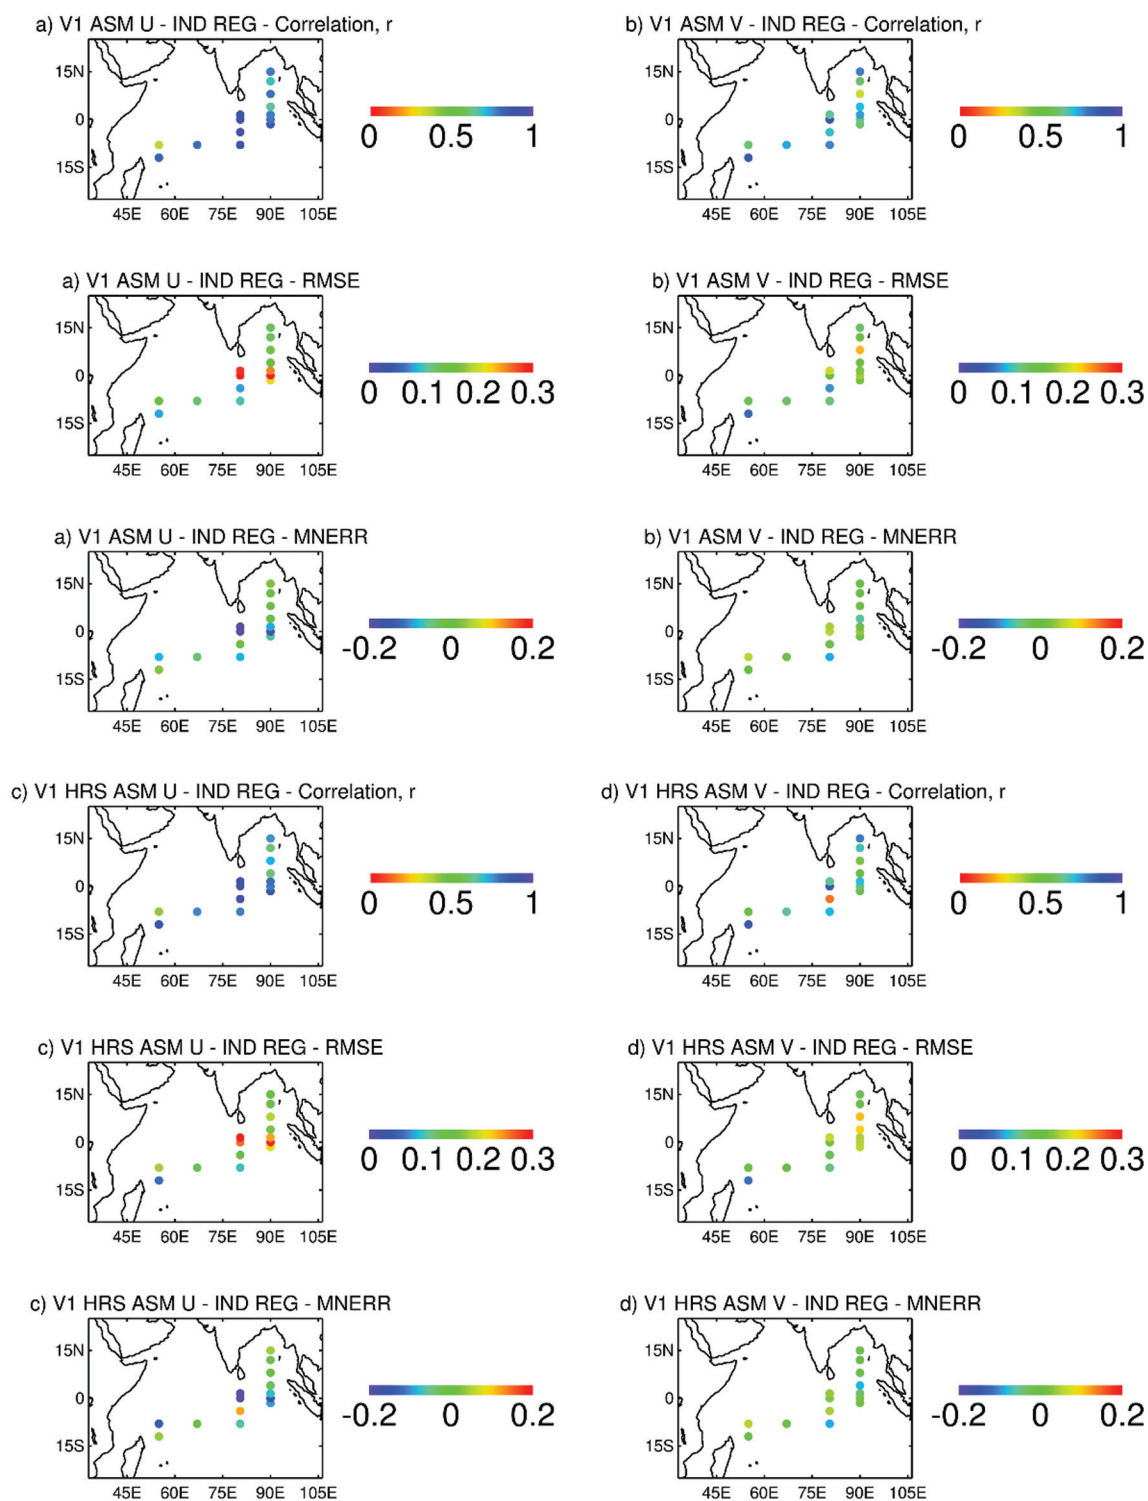 a) V1 ASM U - IND REG - Correlation, r
15N
0
15S
45E 60E 75E 90E 105E
0 0.5 1
b) V1 ASM V - IND REG - Correlation, r
15N
0
15S
45E 60E 75E 90E 105E
0 0.5 1
a) V1 ASM U - IND REG - RMSE
15N
0
15S
45E 60E 75E 90E 105E
0 0.1 0.2 0.3
b) V1 ASM V - IND REG - RMSE
15N
0
15S
45E 60E 75E 90E 105E
0 0.1 0.2 0.3
a) V1 ASM U - IND REG - MNERR
15N
0
15S
45E 60E 75E 90E 105E
-0.2 0 0.2
b) V1 ASM V - IND REG - MNERR
15N
0
15S
45E 60E 75E 90E 105E
-0.2 0 0.2
c) V1 HRS ASM U - IND REG - Correlation, r
15N
0
15S
45E 60E 75E 90E 105E
0 0.5 1
d) V1 HRS ASM V - IND REG - Correlation, r
15N
0
15S
45E 60E 75E 90E 105E
0 0.5 1
c) V1 HRS ASM U - IND REG - RMSE
15N
0
15S
45E 60E 75E 90E 105E
0 0.1 0.2 0.3
d) V1 HRS ASM V - IND REG - RMSE
15N
0
15S
45E 60E 75E 90E 105E
0 0.1 0.2 0.3
c) V1 HRS ASM U - IND REG - MNERR
15N
0
15S
45E 60E 75E 90E 105E
-0.2 0 0.2
d) V1 HRS ASM V - IND REG - MNERR
15N
0
15S
45E 60E 75E 90E 105E
-0.2 0 0.2